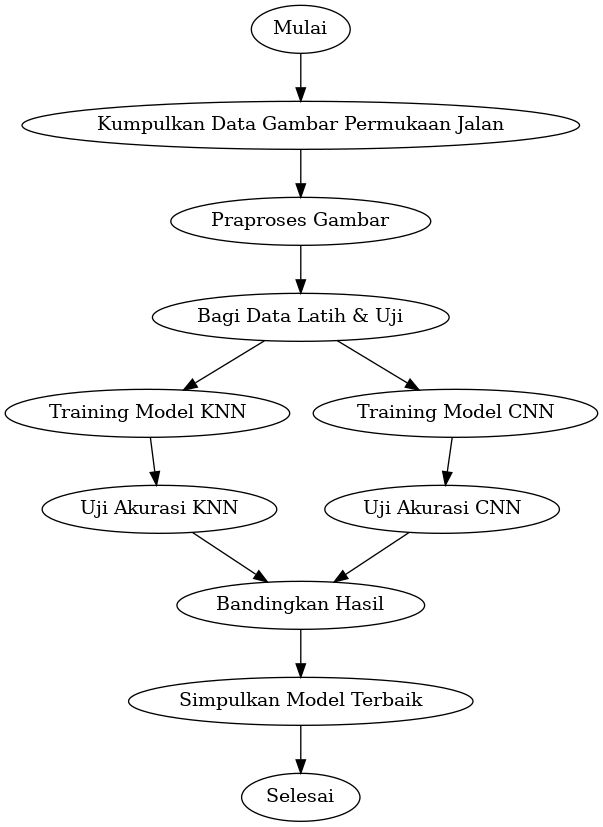 Mulai
Kumpulkan Data Gambar Permukaan Jalan
Praproses Gambar
Bagi Data Latih & Uji
Training Model KNN
Training Model CNN
Uji Akurasi KNN
Uji Akurasi CNN
Bandingkan Hasil
Simpulkan Model Terbaik
Selesai